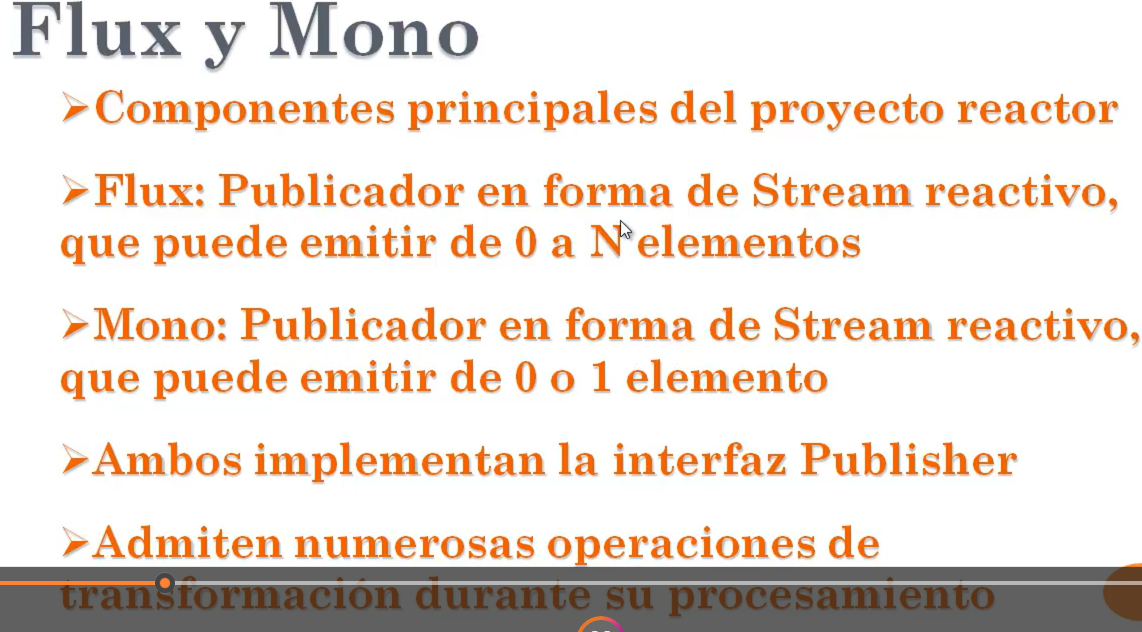 Flux y Mono
➢Componentes principales del proyecto reactor
➢Flux: Publicador en forma de Stream reactivo,
que puede emitir de 0 a N elementos
➢Mono: Publicador en forma de Stream reactivo,
que puede emitir de 0 o 1 elemento
➢Ambos implementan la interfaz Publisher
➢Admiten numerosas operaciones de
transformación durante su procesamiento